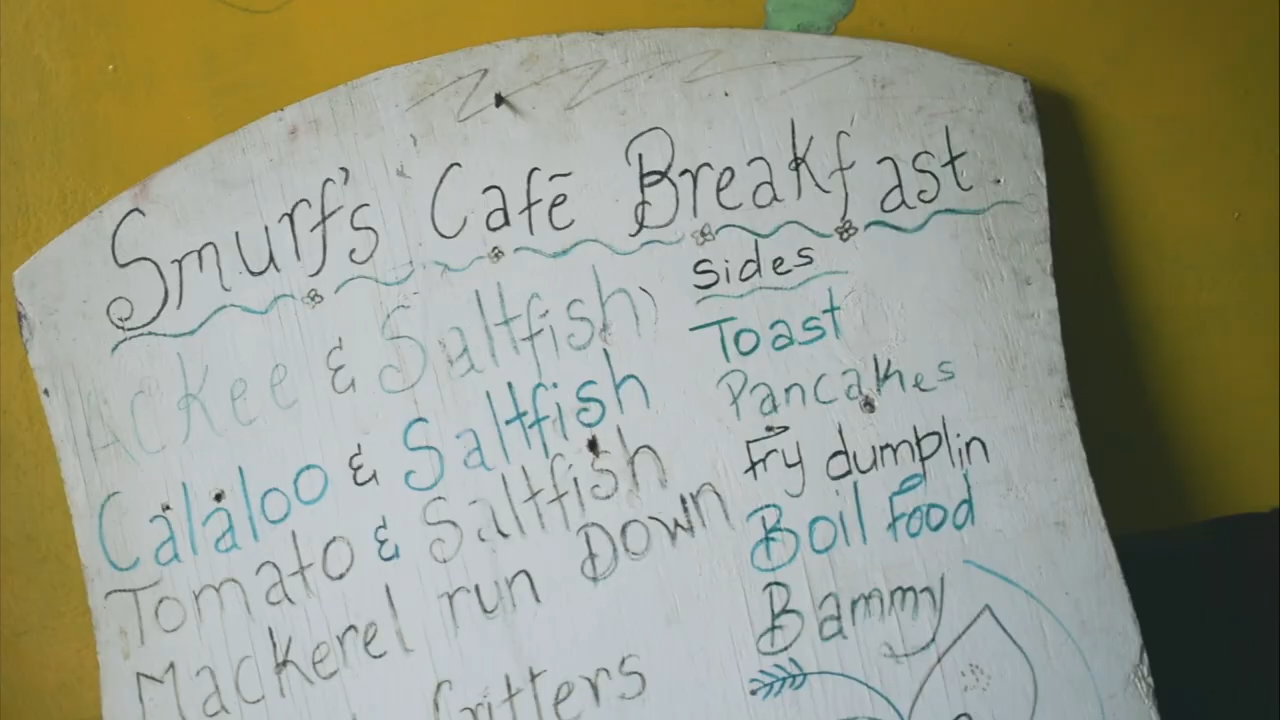 Smurf's Cafē Breakfast
Ackee & Saltfish
Calaloo & Saltfish
Tomato & Saltfish
Mackerel run Down
fritters
Sides
Toast
Pancakes
Fry dumplin
Boil Food
Bammy